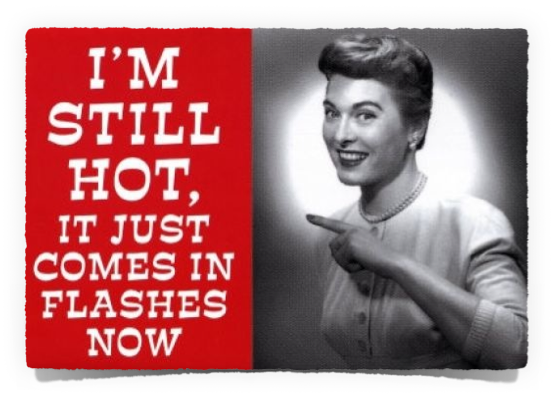 I'M
STILL
HOT,
IT JUST
COMES IN
FLASHES
NOW